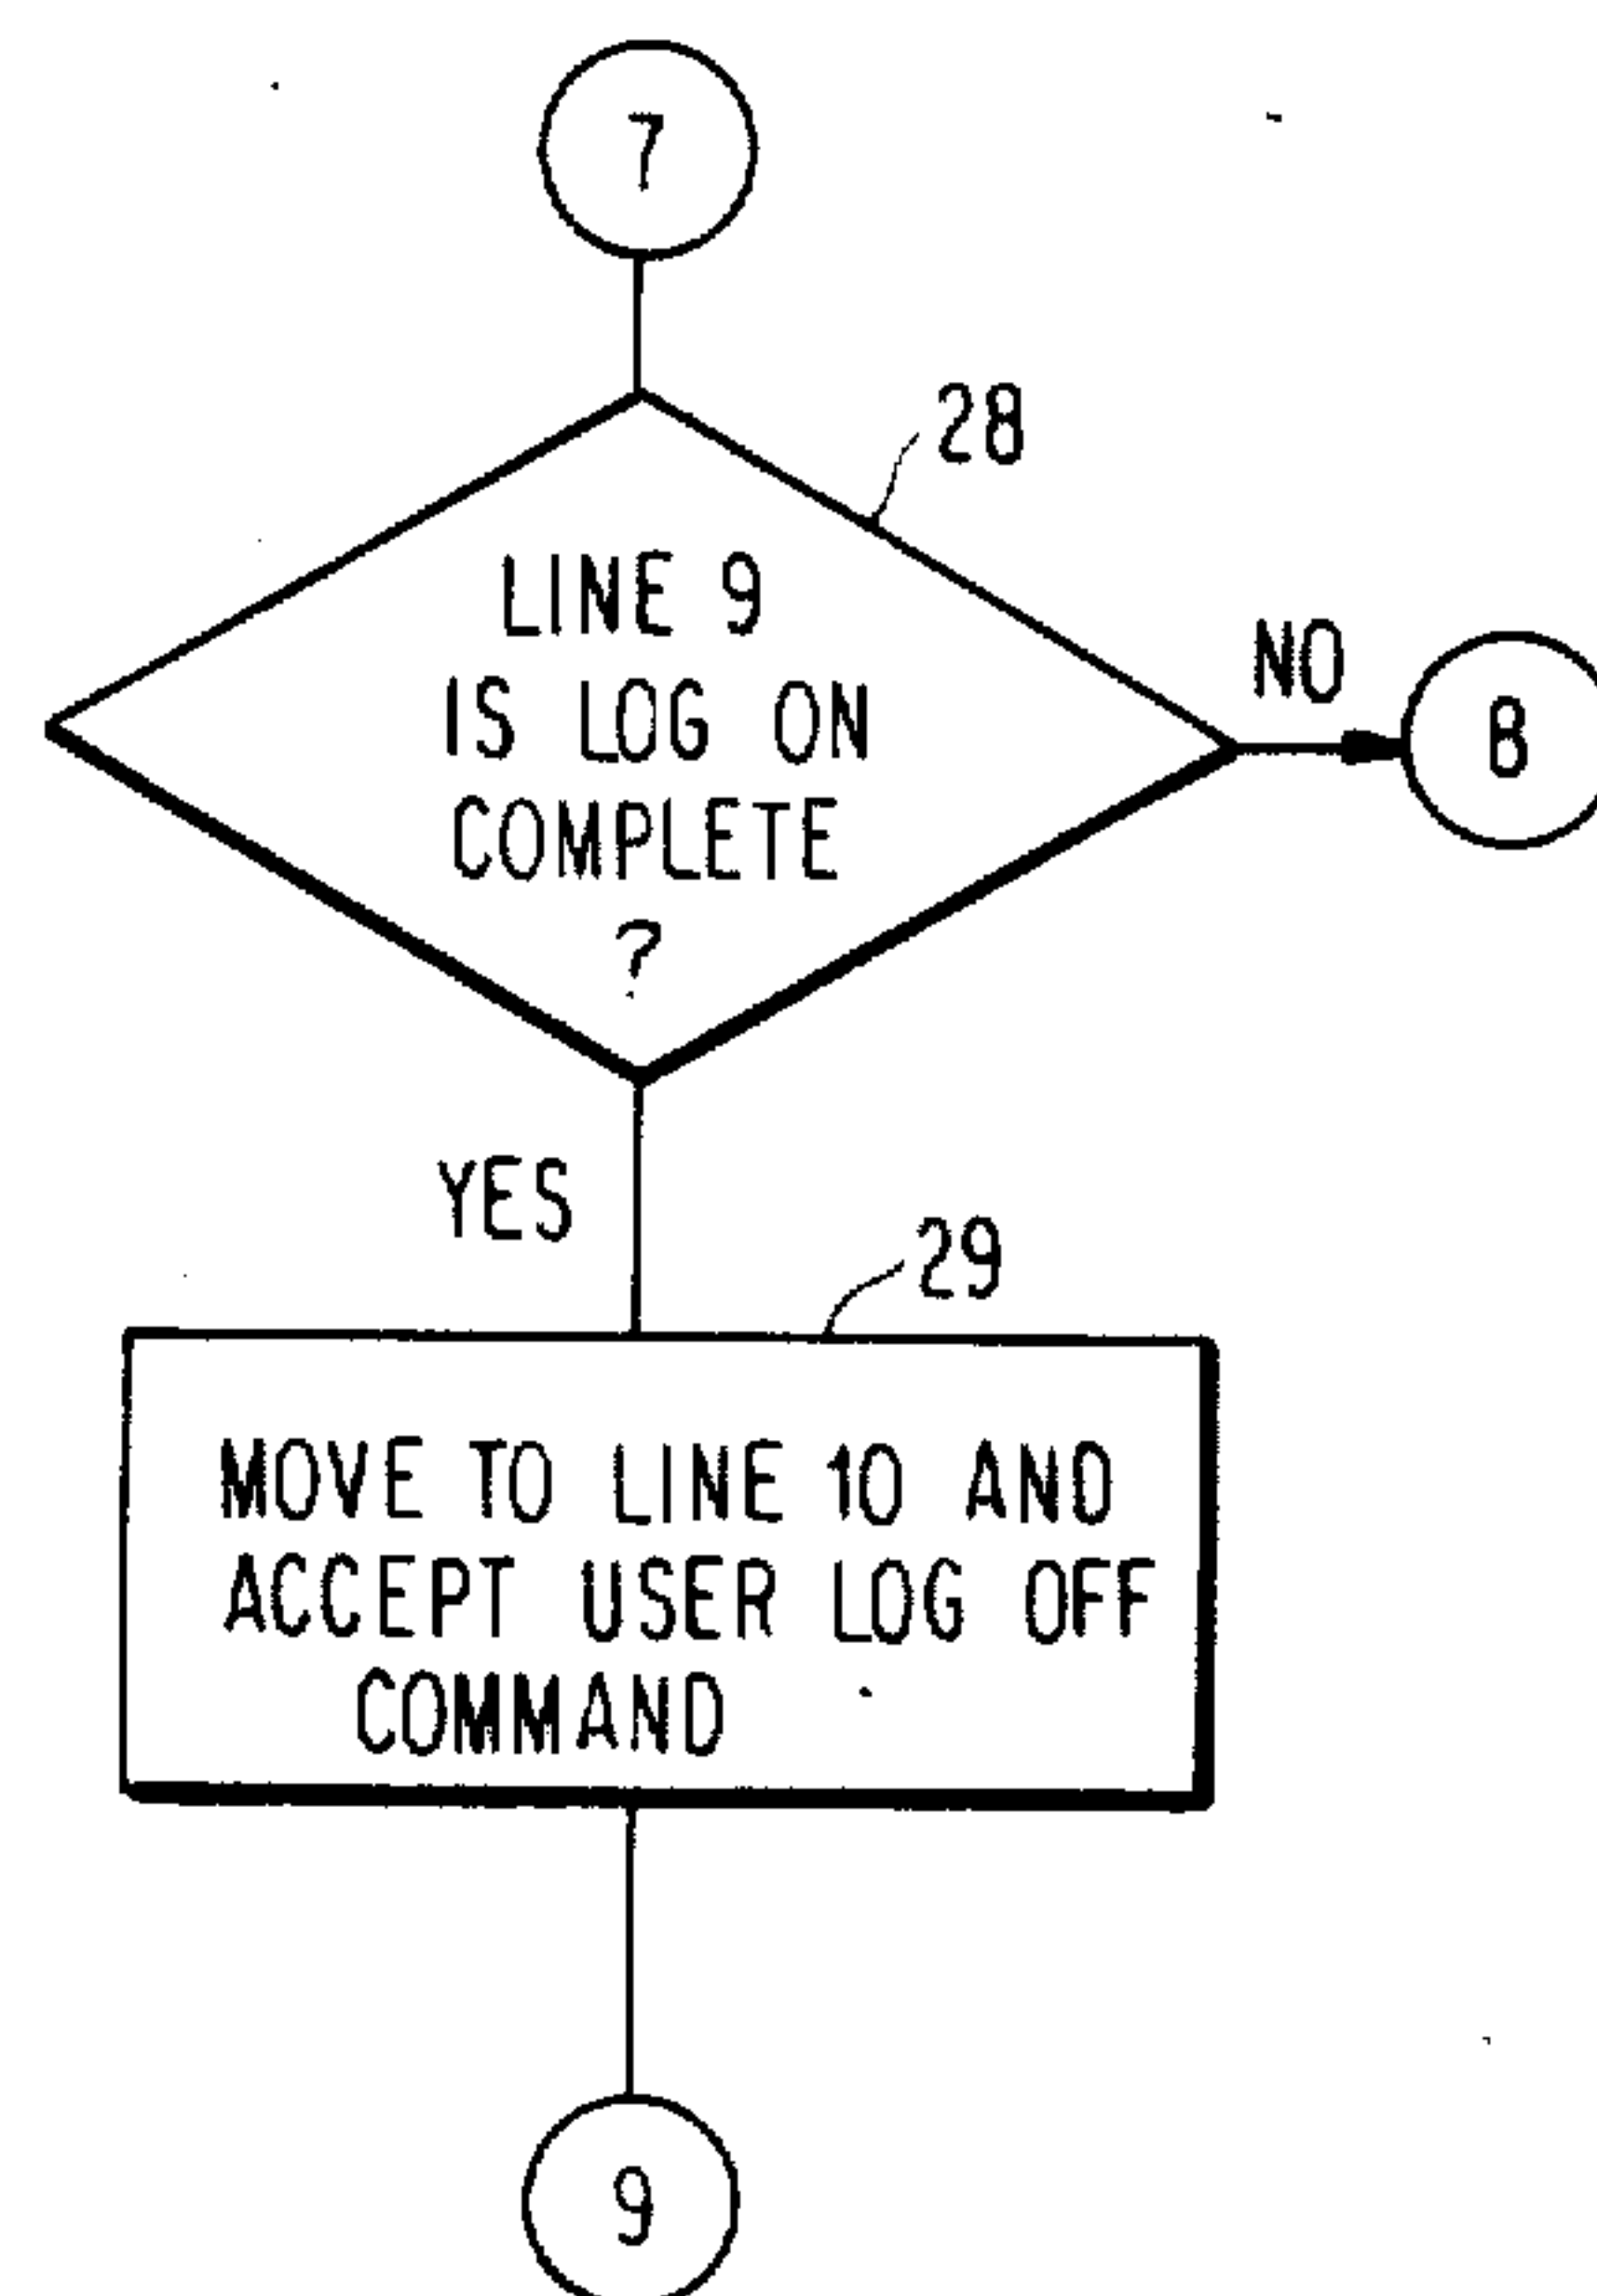 7
28
LINE 9
IS LOG ON
COMPLETE
?
NO
8
YES
29
MOVE TO LINE 10 AND
ACCEPT USER LOG OFF
COMMAND
9